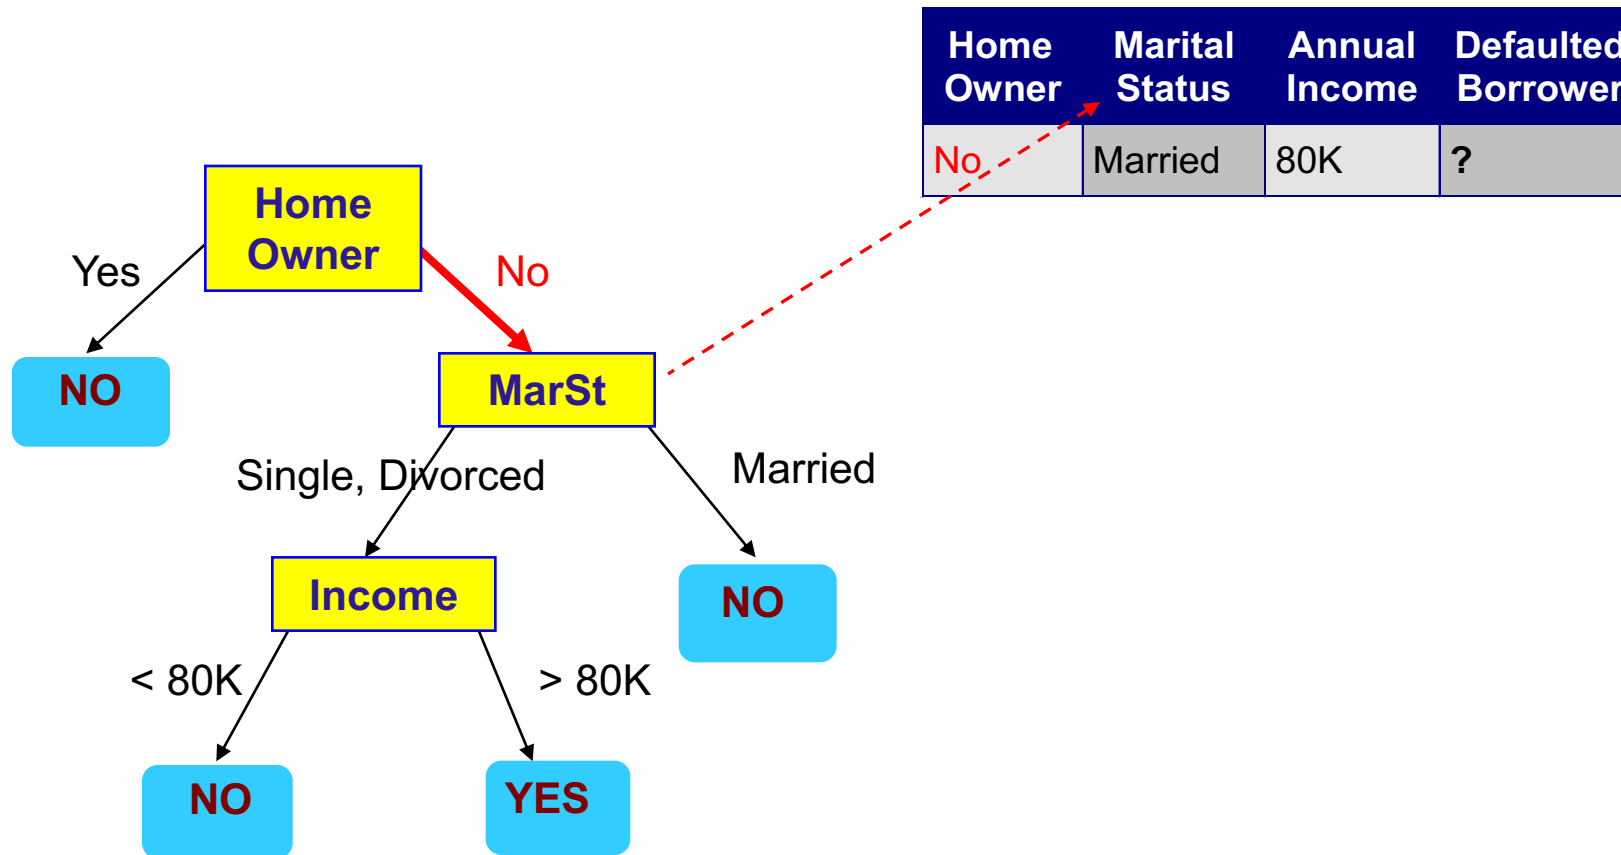 Home Marital Annual Defaulted
Owner Status Income Borrower
No Married 80K ?
Home
Owner
Yes
No
NO
MarSt
Single, Divorced
Married
Income
NO
< 80K
> 80K
NO
YES